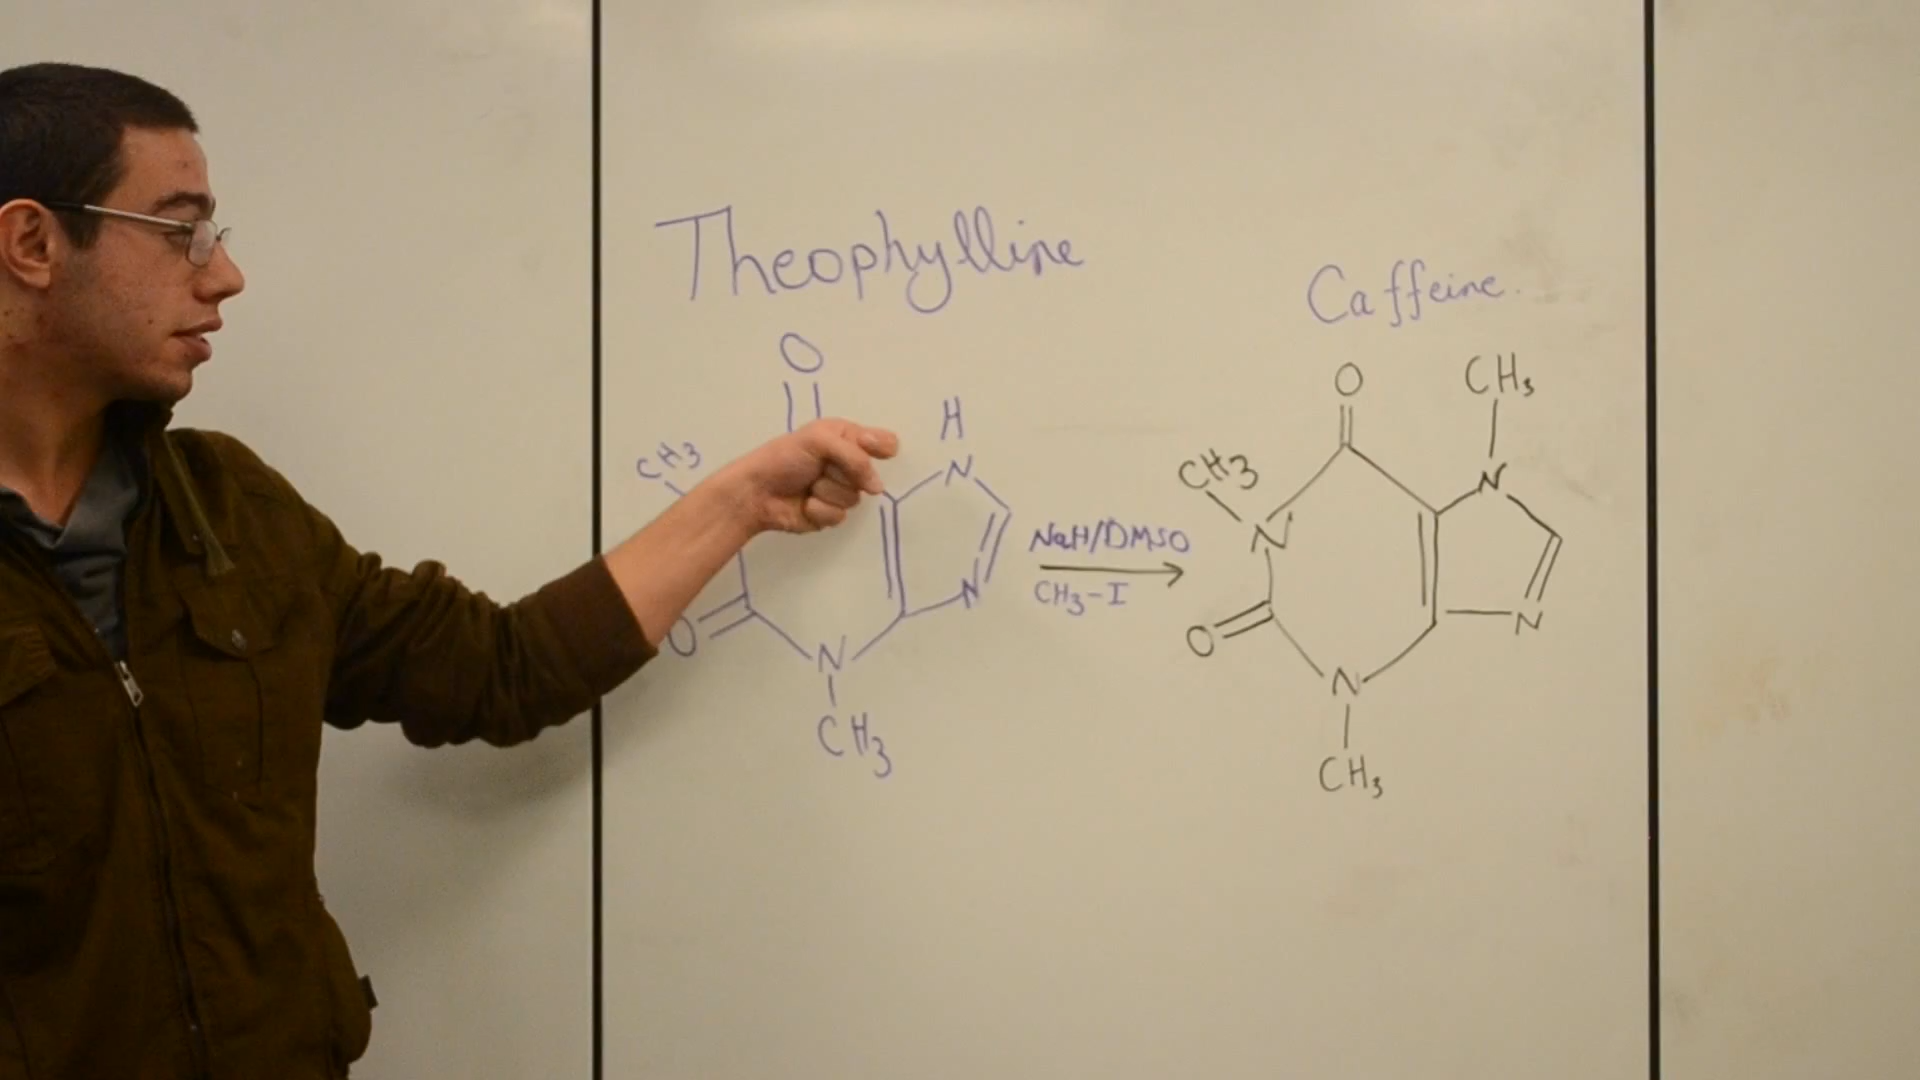 Theophylline
Caffeine.
O
H
CH3
N
N
O
N
CH3
NaH/DMSO
CH3-I
O
CH3
CH3
N
N
O
N
N
CH3